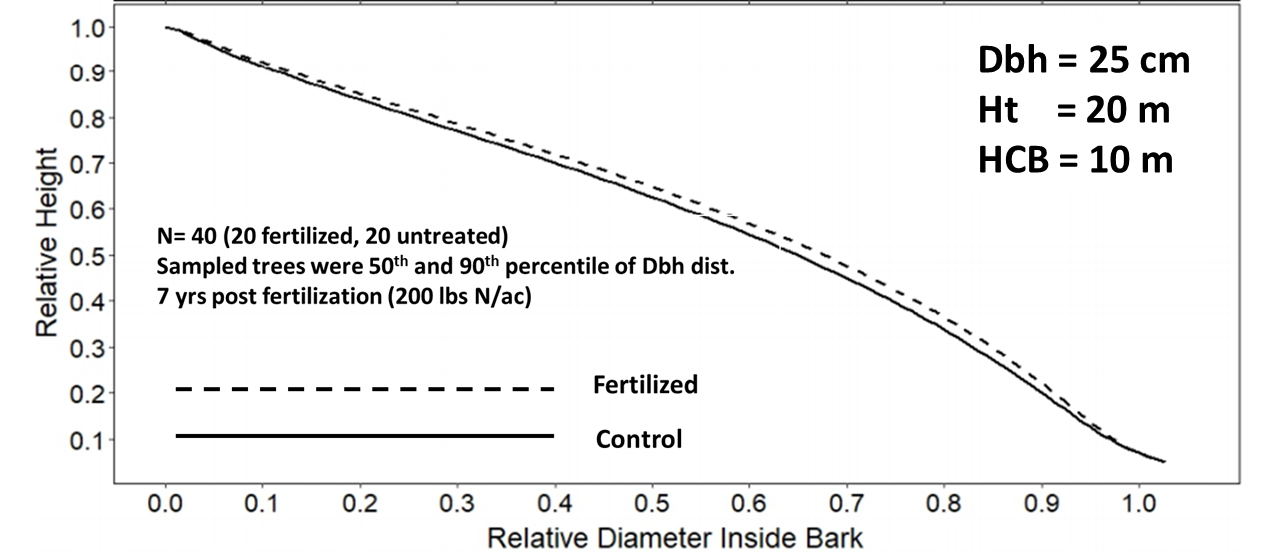 Dbh = 25 cm
Ht = 20 m
HCB = 10 m
N= 40 (20 fertilized, 20 untreated)
Sampled trees were 50th and 90th percentile of Dbh dist.
7 yrs post fertilization (200 lbs N/ac)
Fertilized
Control
Relative Height
1.0
0.9
0.8
0.7
0.6
0.5
0.4
0.3
0.2
0.1
0.0 0.1 0.2 0.3 0.4 0.5 0.6 0.7 0.8 0.9 1.0
Relative Diameter Inside Bark